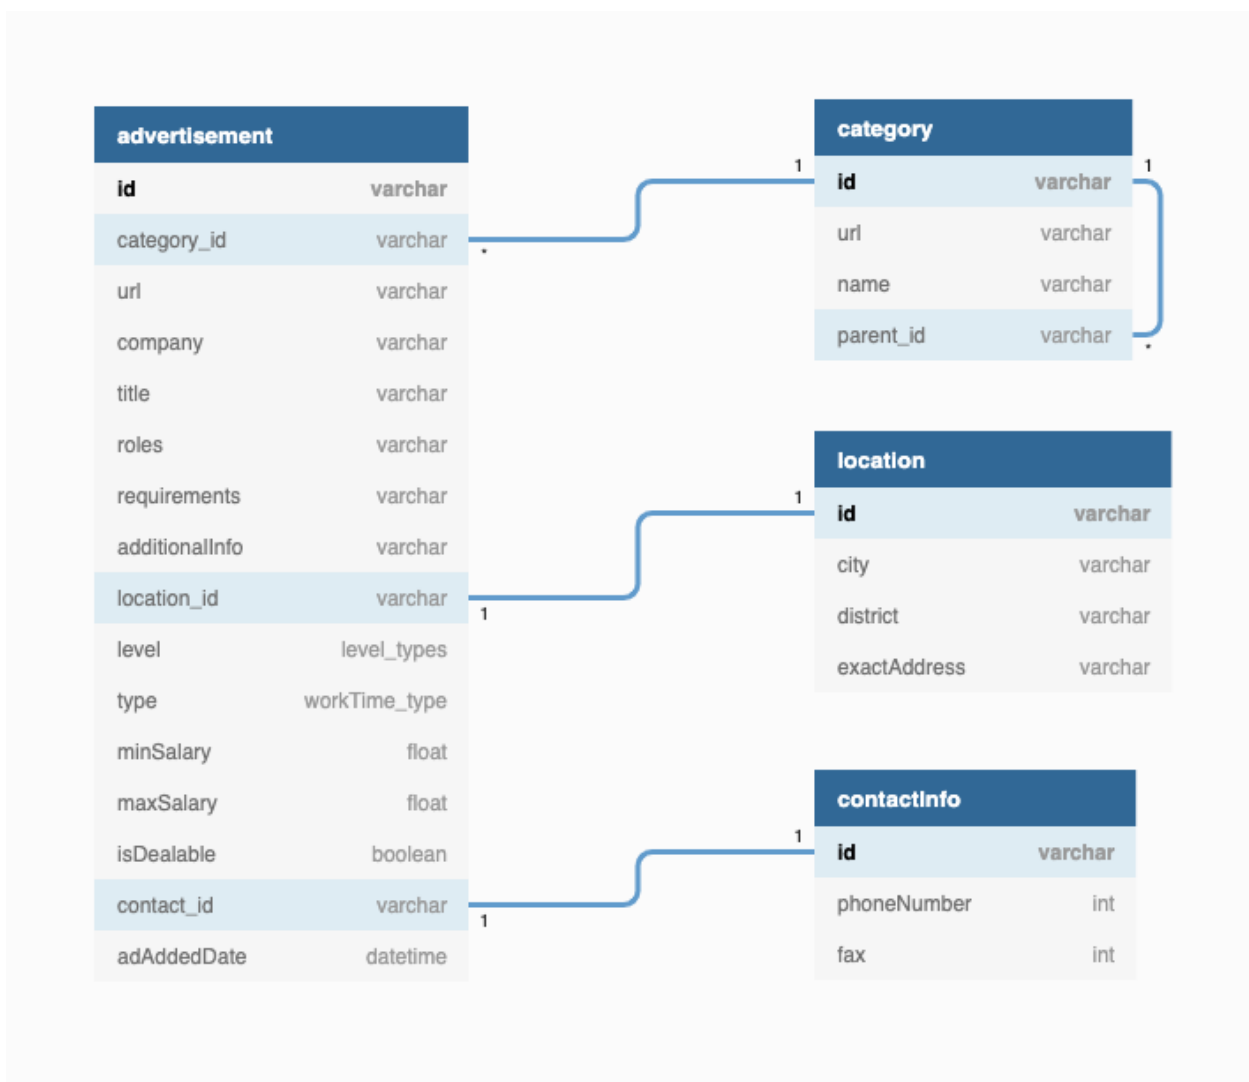 advertisement
id varchar
category_id varchar
url varchar
company varchar
title varchar
roles varchar
requirements varchar
additionalInfo varchar
location_id varchar
level level_types
type workTime_type
minSalary float
maxSalary float
isDealable boolean
contact_id varchar
adAddedDate datetime
*
1
1
category
1 id varchar 1
url varchar
name varchar
parent_id varchar
*
location
1 id varchar
city varchar
district varchar
exactAddress varchar
contactInfo
1 id varchar
phoneNumber int
fax int